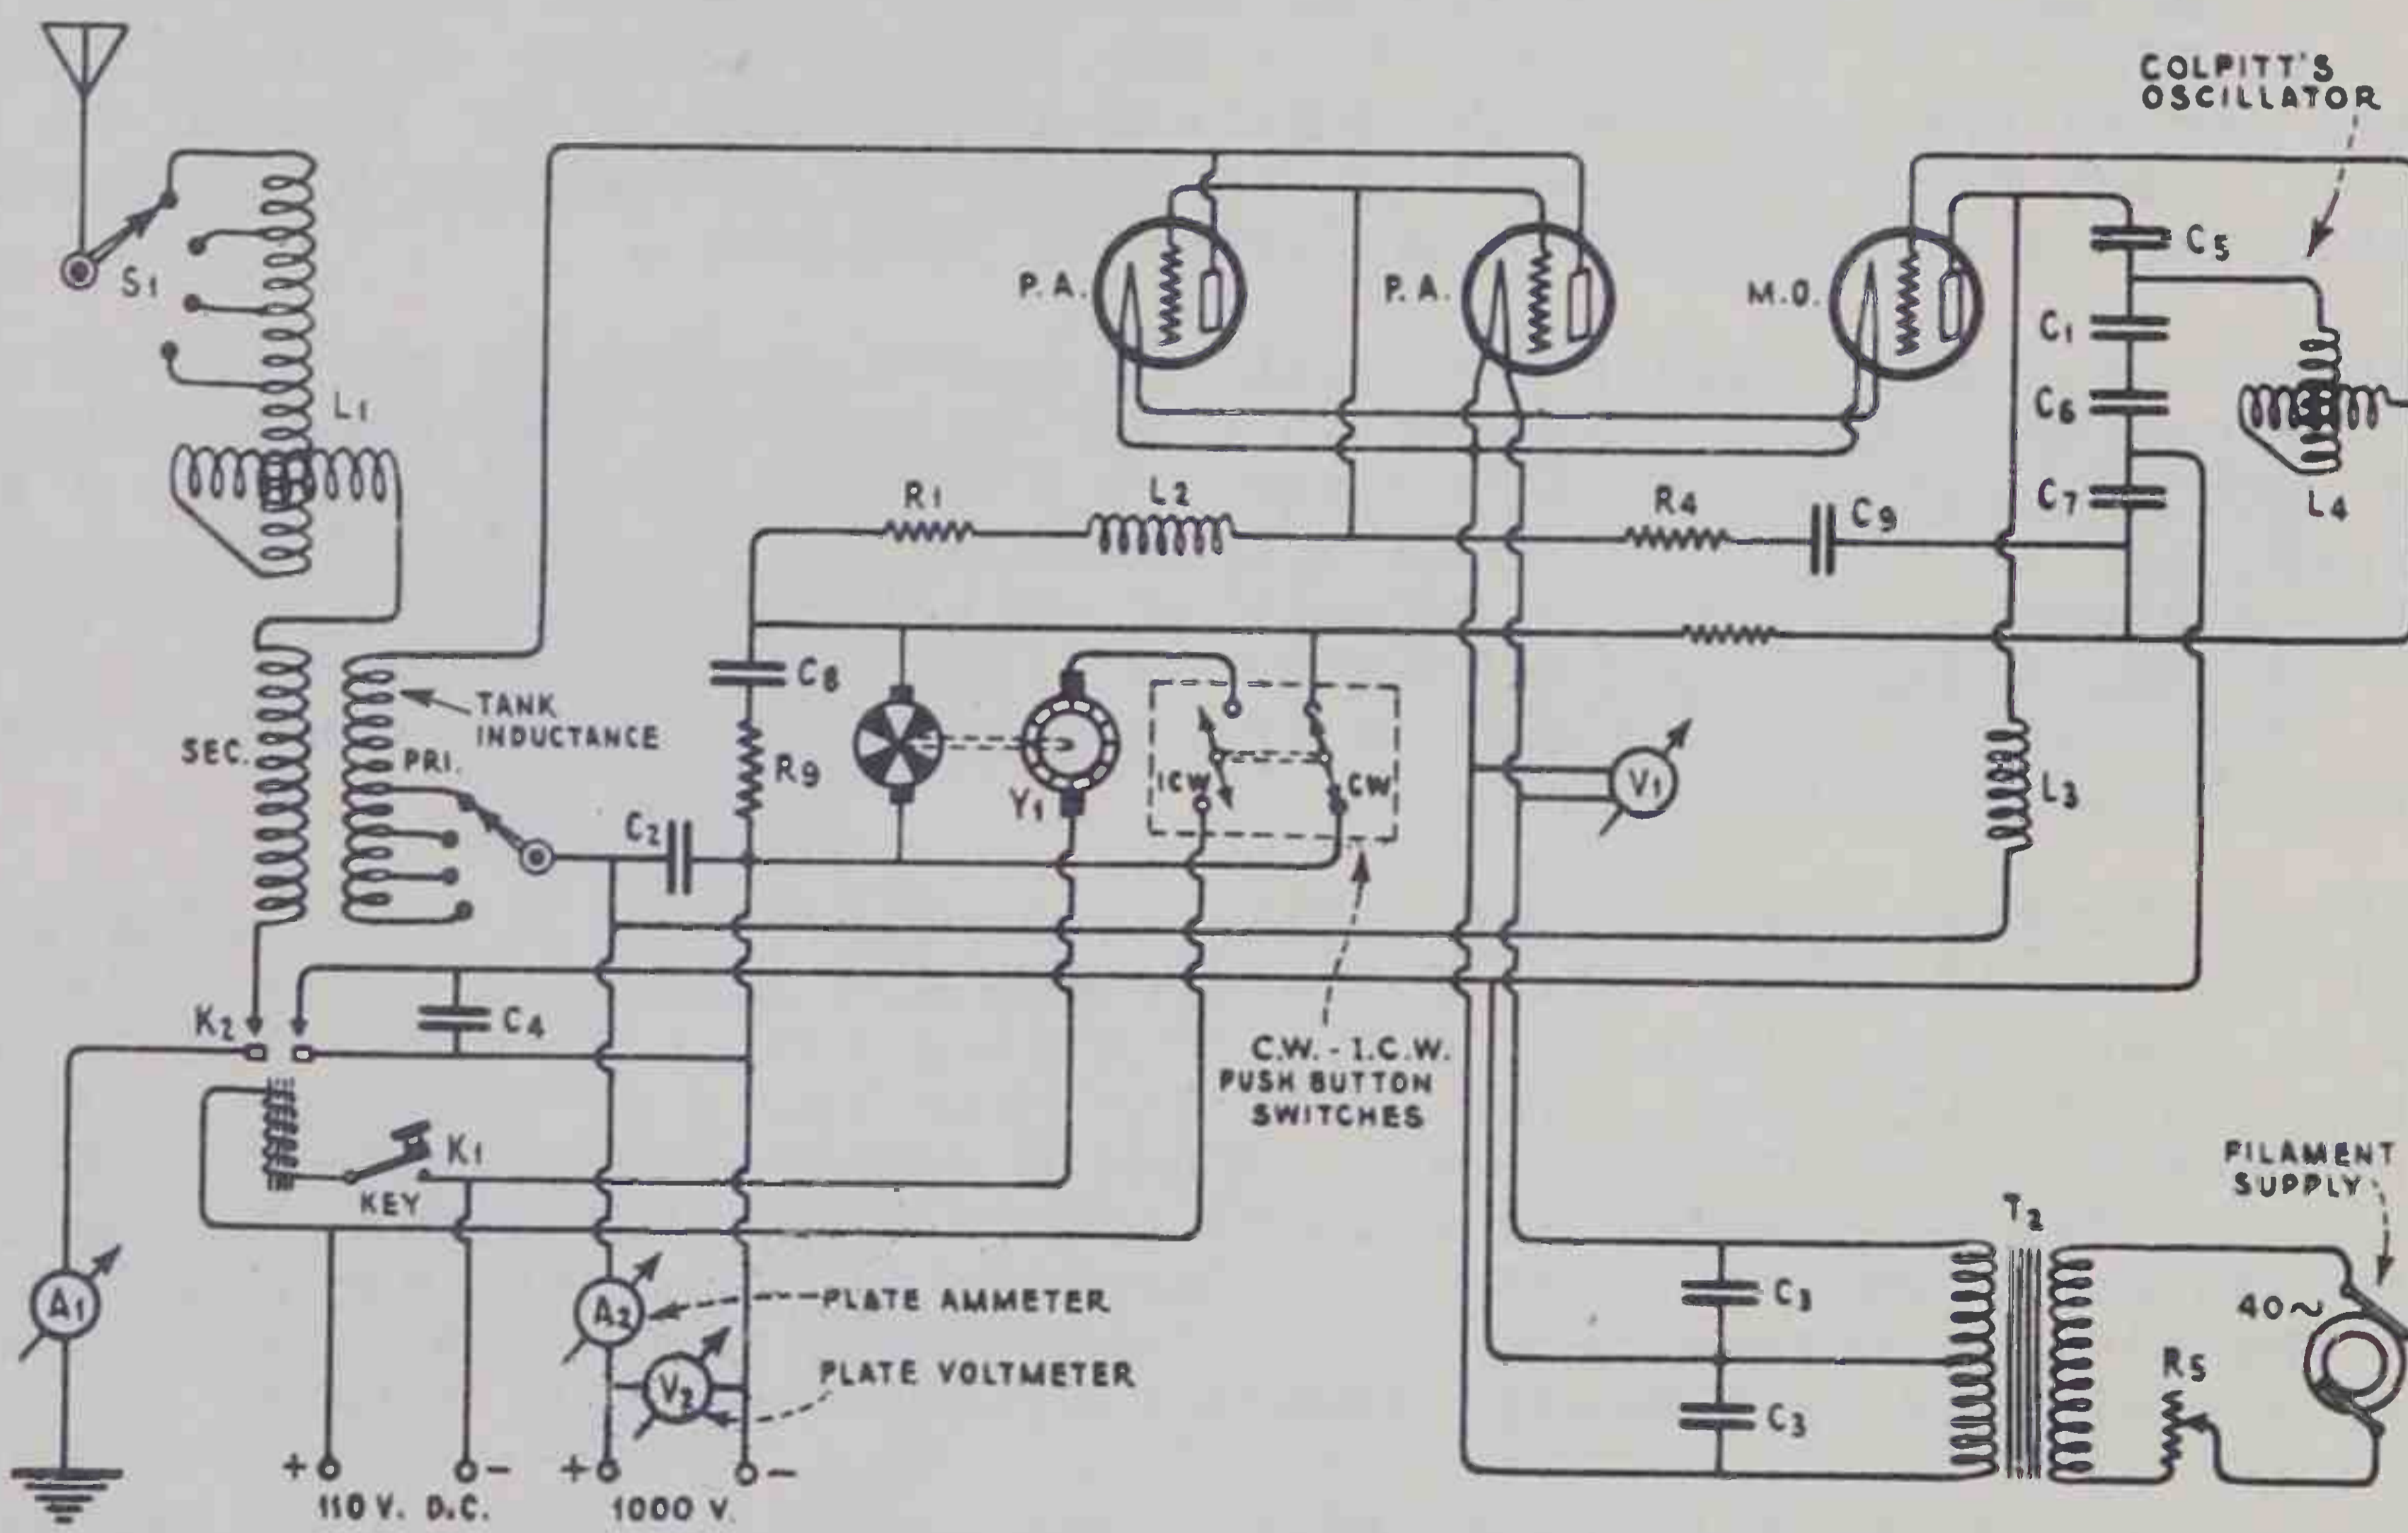 COLPITT'S
OSCILLATOR
S1
L1
P.A.
P.A.
M.O.
C5
C1
C6
C7
L4
R1
L2
R4
C9
TANK
INDUCTANCE
SEC.
PRI.
C8
R9
C2
Y1
ICW
CW
V1
L3
K2
C4
C.W. - I.C.W.
PUSH BUTTON
SWITCHES
K1
KEY
A1
A2
PLATE AMMETER
V2
PLATE VOLTMETER
+ -
110 V. D.C.
+ -
1000 V.
FILAMENT
SUPPLY
T2
C3
C3
40~
R5